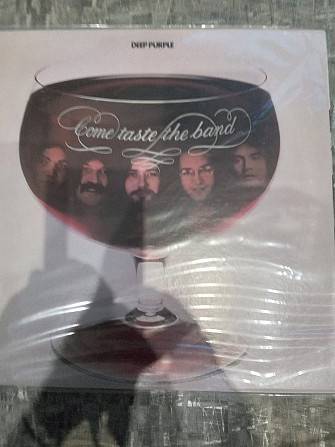 DEEP PURPLE
Come taste the band